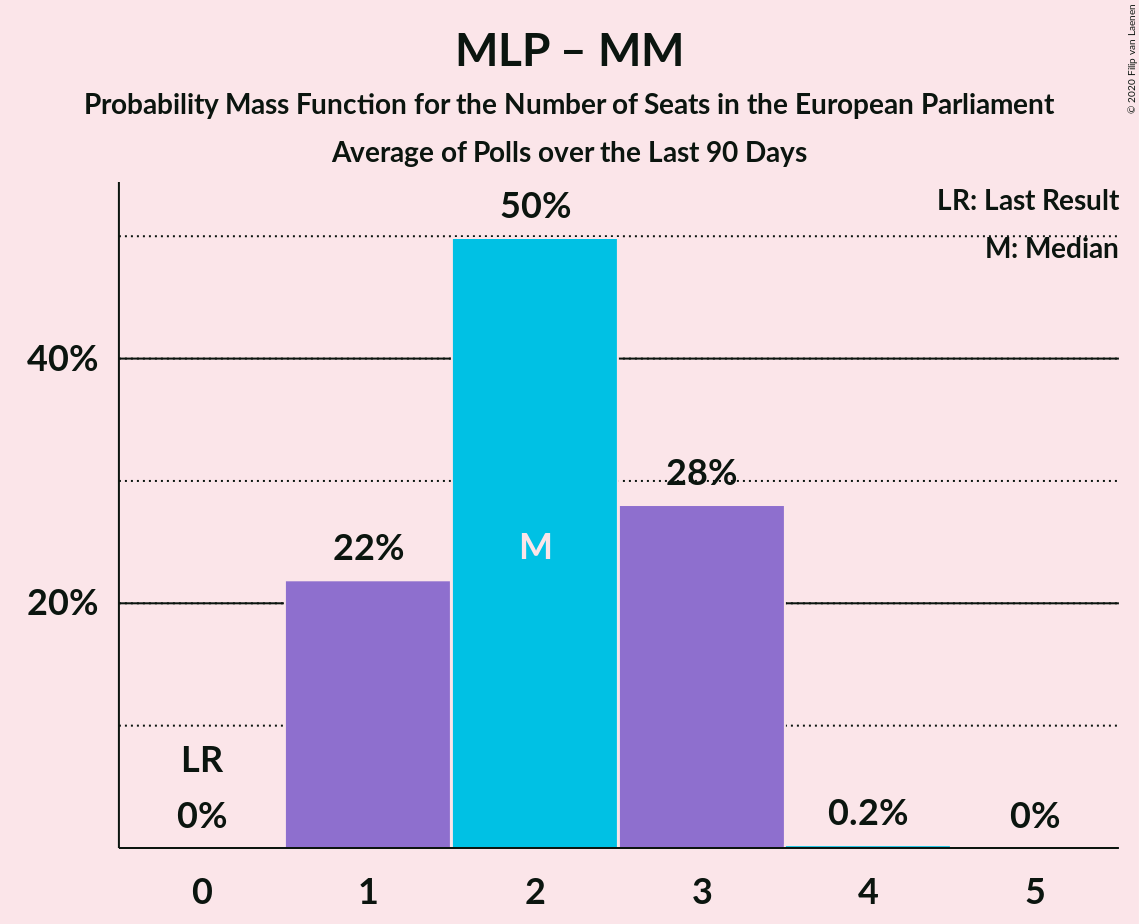 MLP – MM
Probability Mass Function for the Number of Seats in the European Parliament
Average of Polls over the Last 90 Days
© 2020 Filip van Laenen
LR: Last Result
M: Median
50%
40%
28%
22%
M
20%
LR
0%
0.2%
0%
0 1 2 3 4 5